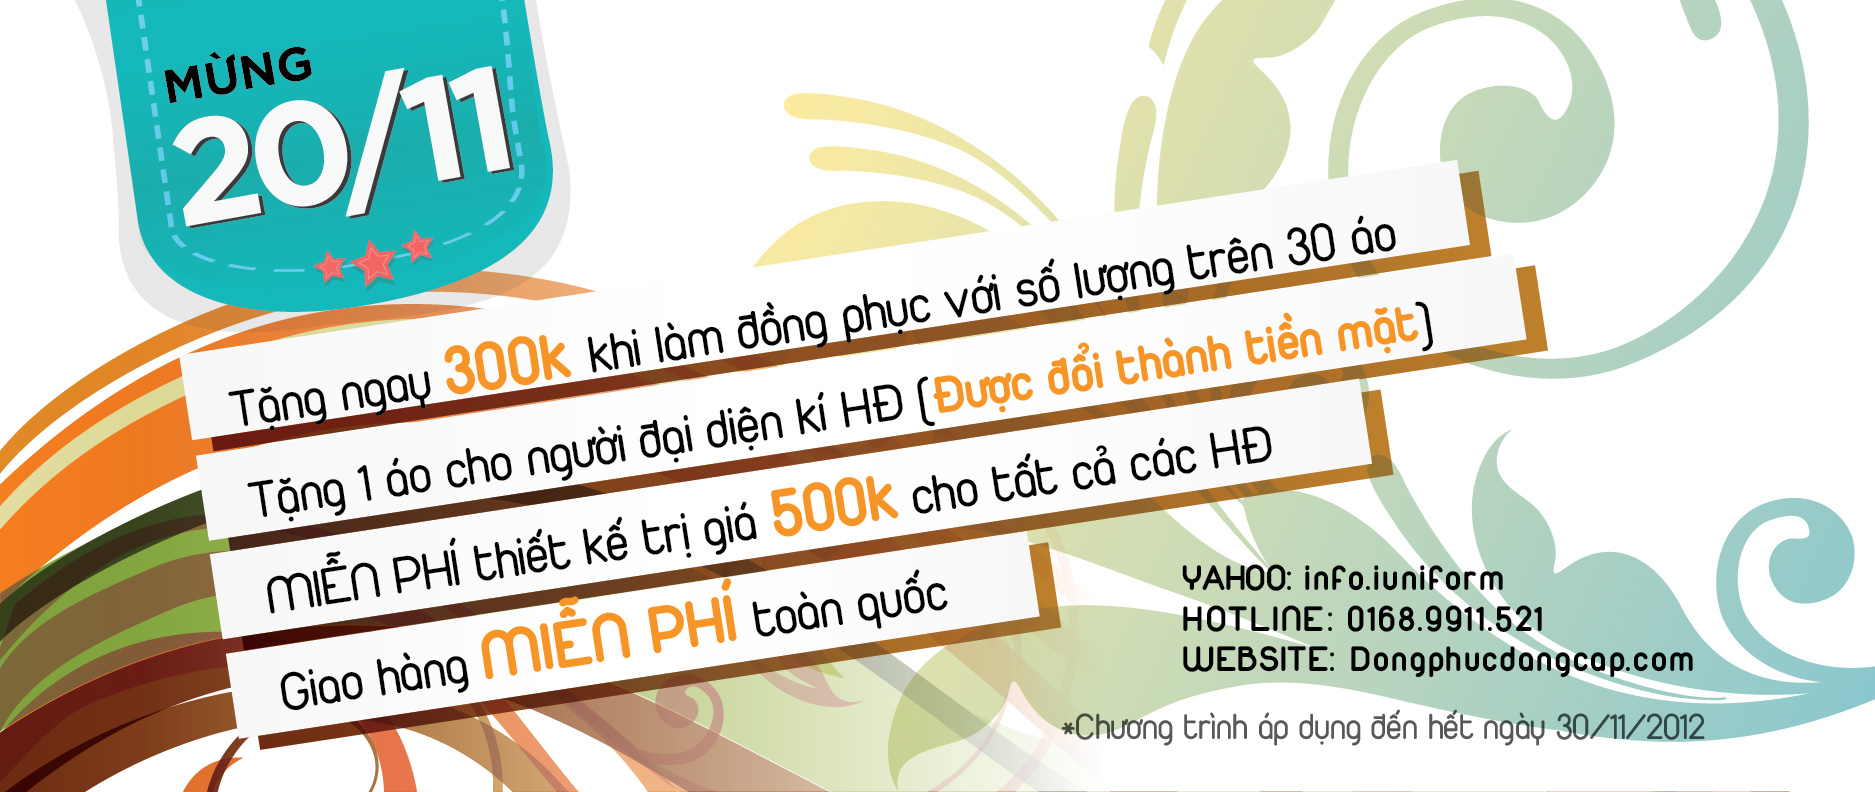 MỪNG
20/11
Tặng ngay 300k khi làm đồng phục với số lượng trên 30 áo
Tặng 1 áo cho người đại diện kí HĐ (Được đổi thành tiền mặt)
MIỄN PHÍ thiết kế trị giá 500k cho tất cả các HĐ
Giao hàng MIỄN PHÍ toàn quốc
YAHOO: info.iuniform
HOTLINE: 0168.9911.521
WEBSITE: Dongphucdangcap.com
*Chương trình áp dụng đến hết ngày 30/11/2012